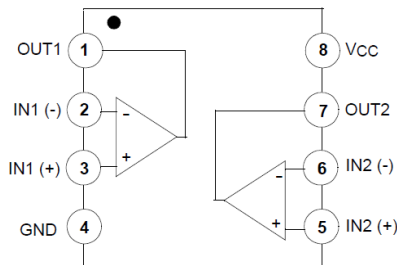 OUT1 1
8 VCC
IN1 (-) 2 -
7 OUT2
IN1 (+) 3 +
- 6 IN2 (-)
GND 4
+ 5 IN2 (+)